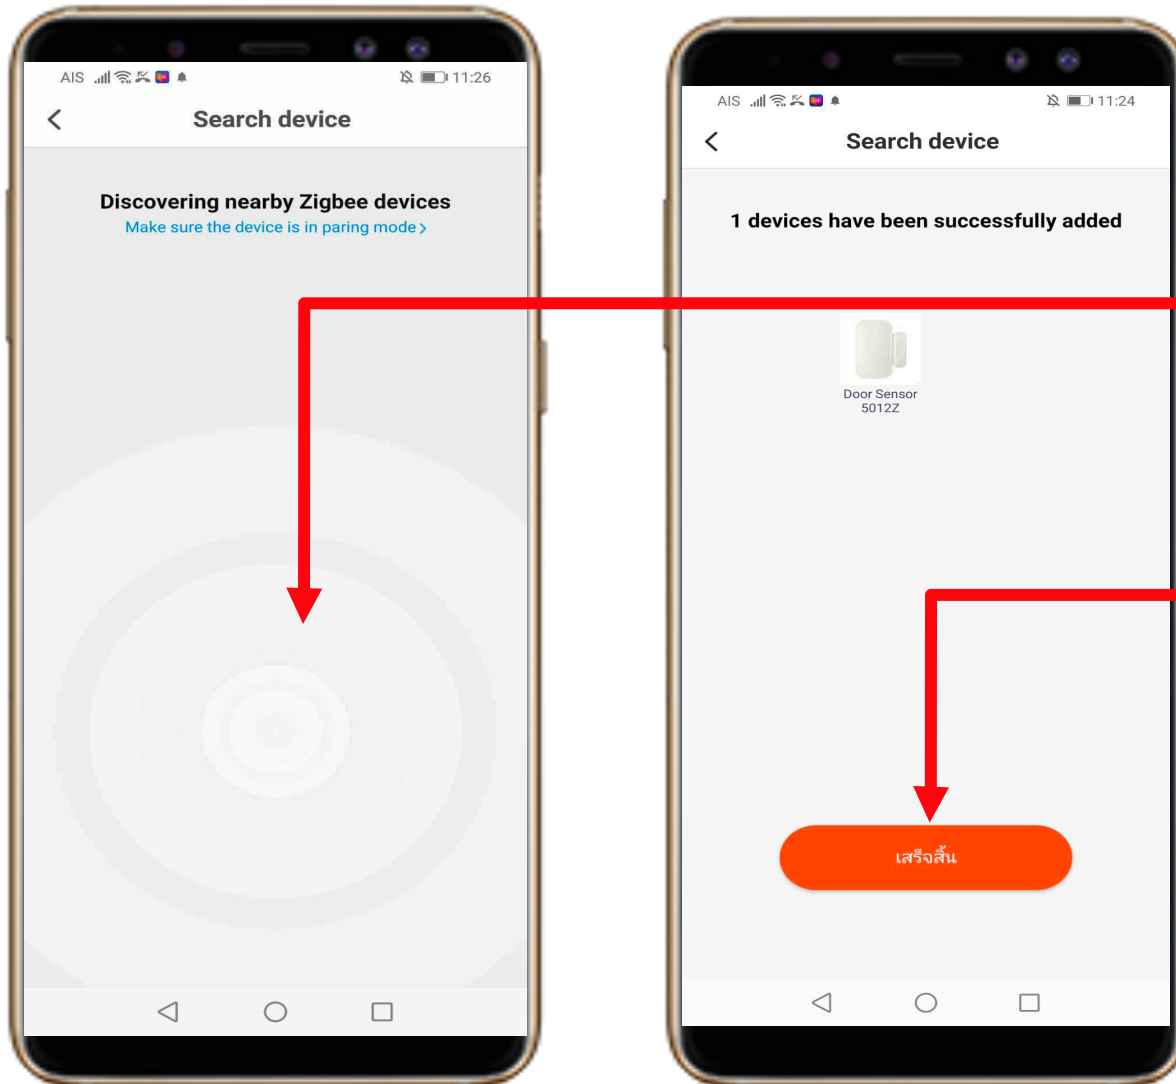 AIS 11:26
Search device
Discovering nearby Zigbee devices
Make sure the device is in paring mode >
AIS 11:24
Search device
1 devices have been successfully added
Door Sensor
5012Z
เสร็จสิ้น